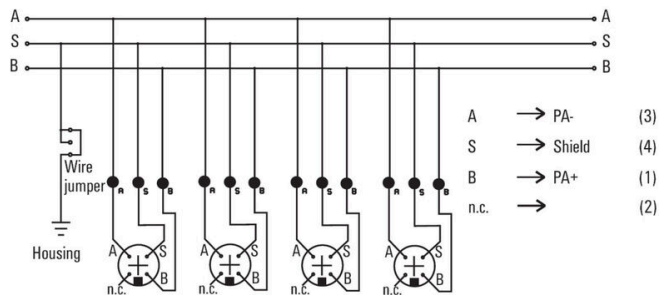 A A
S S
B B
A → PA- (3)
S → Shield (4)
B → PA+ (1)
n.c. → (2)
Wire
jumper
A S B A S B A S B A S B
Housing
A S A S A S A S
B B B B
n.c. n.c. n.c. n.c.